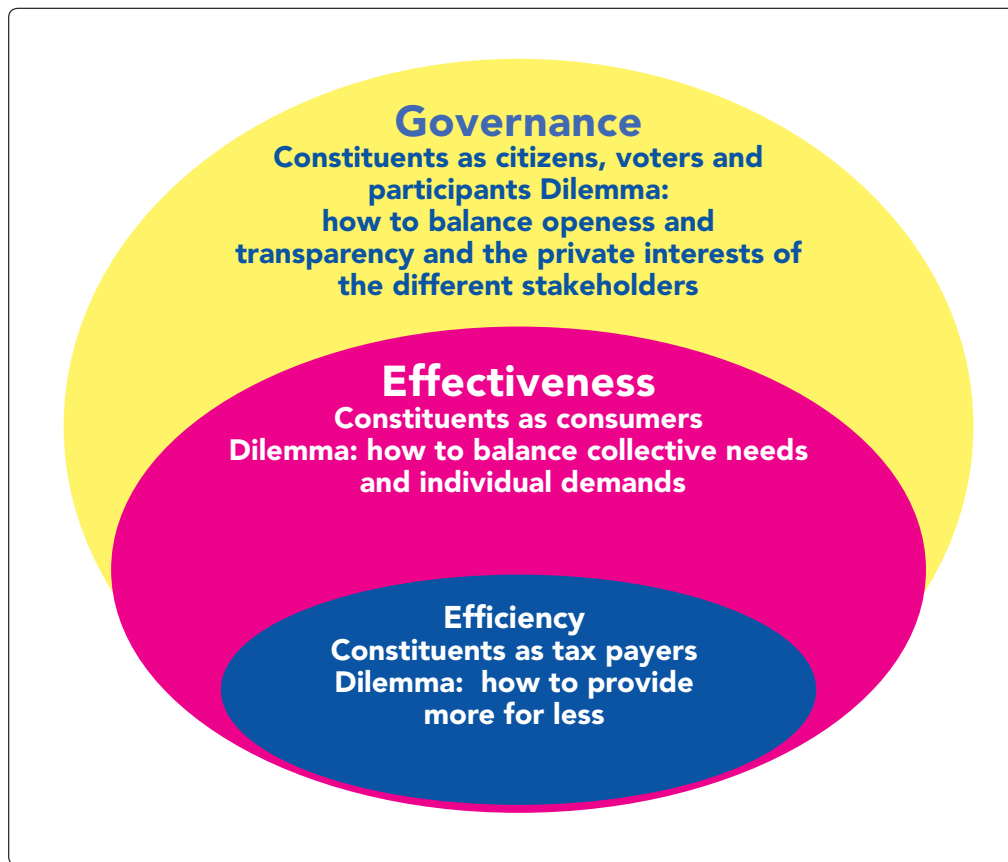 Governance
Constituents as citizens, voters and
participants Dilemma:
how to balance openess and
transparency and the private interests of
the different stakeholders
Effectiveness
Constituents as consumers
Dilemma: how to balance collective needs
and individual demands
Efficiency
Constituents as tax payers
Dilemma:  how to provide
more for less